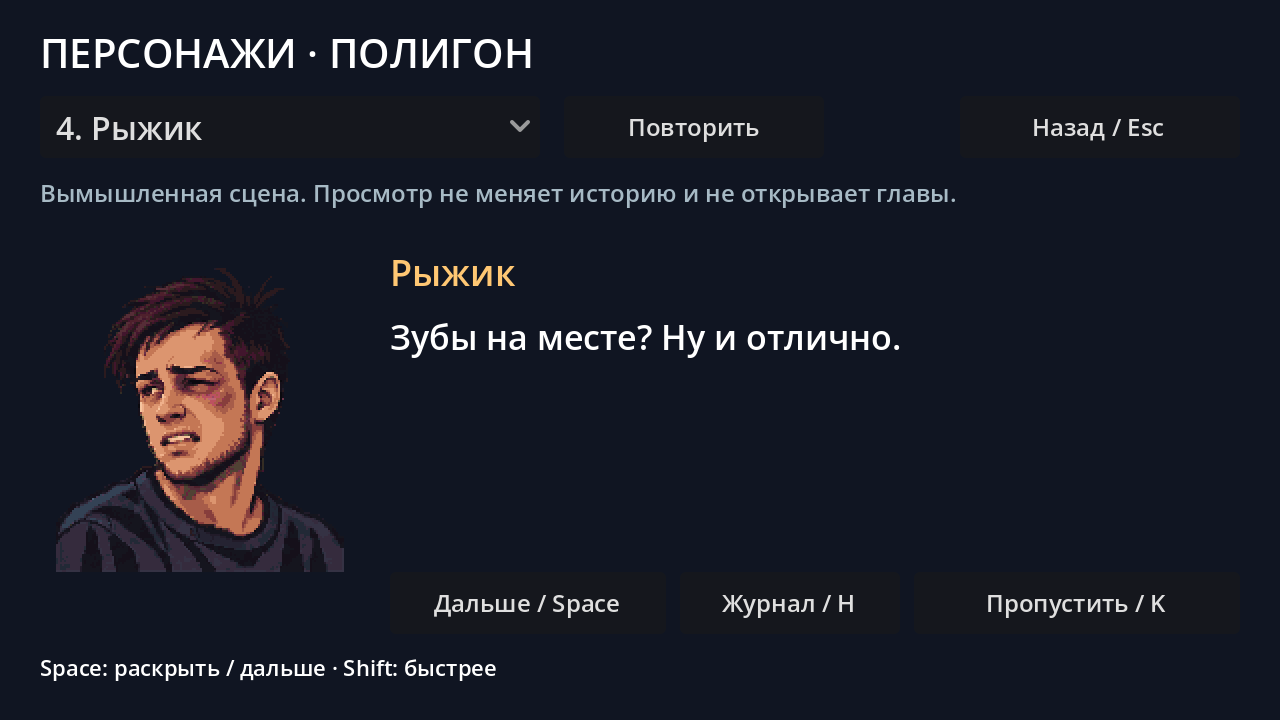 ПЕРСОНАЖИ · ПОЛИГОН
4. Рыжик
Повторить
Назад / Esc
Вымышленная сцена. Просмотр не меняет историю и не открывает главы.
Рыжик
Зубы на месте? Ну и отлично.
Дальше / Space
Журнал / H
Пропустить / K
Space: раскрыть / дальше · Shift: быстрее